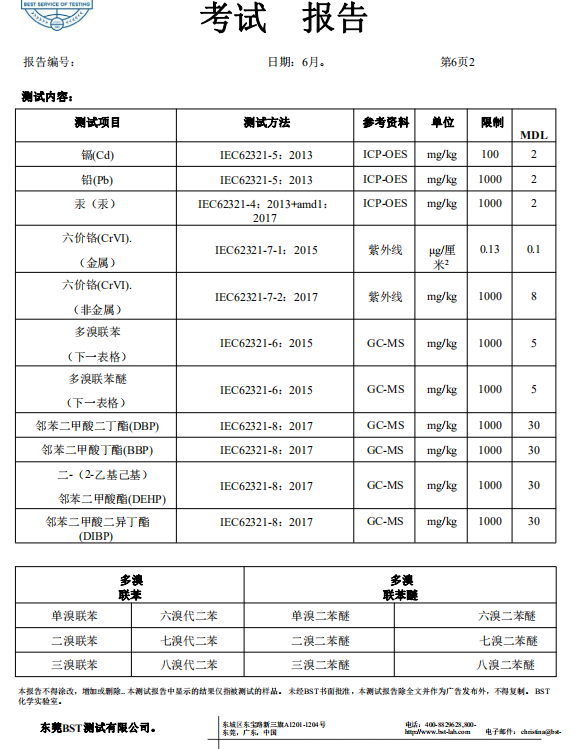 BEST SERVICE OF TESTING
考试 报告
报告编号： 日期：6月。 第6页2
测试内容：
测试项目 测试方法 参考资料 单位 限制 MDL
镉(Cd) IEC62321-5：2013 ICP-OES mg/kg 100 2
铅(Pb) IEC62321-5：2013 ICP-OES mg/kg 1000 2
汞（汞） IEC62321-4：2013+amd1：2017 ICP-OES mg/kg 1000 2
六价铬(CrVI).
（金属） IEC62321-7-1：2015 紫外线 μg/厘米² 0.13 0.1
六价铬(CrVI).
（非金属） IEC62321-7-2：2017 紫外线 mg/kg 1000 8
多溴联苯
（下一表格） IEC62321-6：2015 GC-MS mg/kg 1000 5
多溴联苯醚
（下一表格） IEC62321-6：2015 GC-MS mg/kg 1000 5
邻苯二甲酸二丁酯(DBP) IEC62321-8：2017 GC-MS mg/kg 1000 30
邻苯二甲酸丁酯(BBP) IEC62321-8：2017 GC-MS mg/kg 1000 30
二-（2-乙基己基）
邻苯二甲酸酯(DEHP) IEC62321-8：2017 GC-MS mg/kg 1000 30
邻苯二甲酸二异丁酯
(DIBP) IEC62321-8：2017 GC-MS mg/kg 1000 30
多溴
联苯 多溴
联苯醚
单溴联苯 六溴代二苯 单溴二苯醚 六溴二苯醚
二溴联苯 七溴代二苯 二溴二苯醚 七溴二苯醚
三溴联苯 八溴代二苯 三溴二苯醚 八溴二苯醚
本报告不得涂改，增加或删除。本测试报告中显示的结果仅指被测试的样品。 未经BST书面批准，本测试报告除全文并作为广告发布外，不得复制。 BST
化学实验室。
东莞BST测试有限公司。
东城区东宝路新三旗A1201-1204号
东莞，广东，中国
电话：400-8829628,800-
http://www.bst-lab.com 电子邮件：christina@bst-